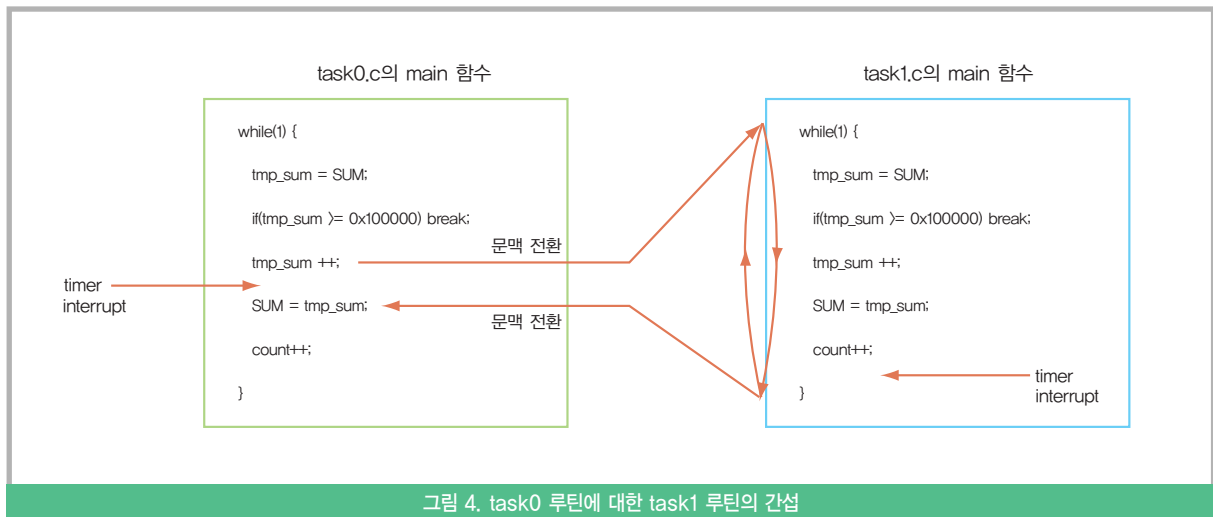 task0.c의 main 함수
while(1) {
tmp_sum = SUM;
if(tmp_sum >= 0x100000) break;
tmp_sum ++;
SUM = tmp_sum;
count++;
}
timer
interrupt
문맥 전환
문맥 전환
task1.c의 main 함수
while(1) {
tmp_sum = SUM;
if(tmp_sum >= 0x100000) break;
tmp_sum ++;
SUM = tmp_sum;
count++;
}
timer
interrupt
그림 4. task0 루틴에 대한 task1 루틴의 간섭